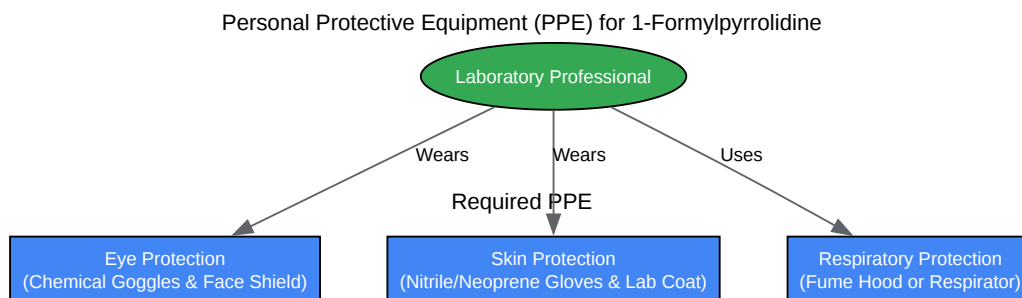 Personal Protective Equipment (PPE) for 1-Formylpyrrolidine
Laboratory Professional
Wears
Wears
Uses
Required PPE
Eye Protection
(Chemical Goggles & Face Shield)
Skin Protection
(Nitrile/Neoprene Gloves & Lab Coat)
Respiratory Protection
(Fume Hood or Respirator)